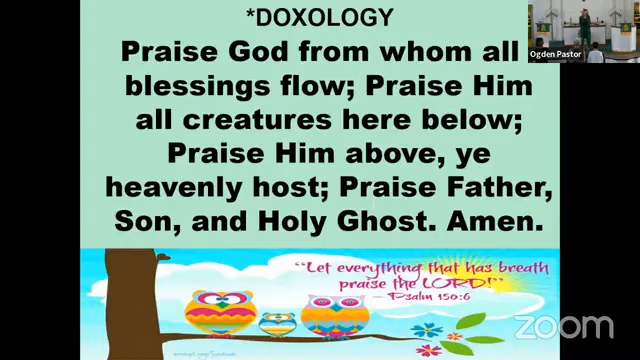 *DOXOLOGY
Praise God from whom all
blessings flow; Praise Him
all creatures here below;
Praise Him above, ye
heavenly host; Praise Father,
Son, and Holy Ghost. Amen.
"Let everything that has breath
praise the LORD!"
— Psalm 150:6
Ogden Pastor
zoom